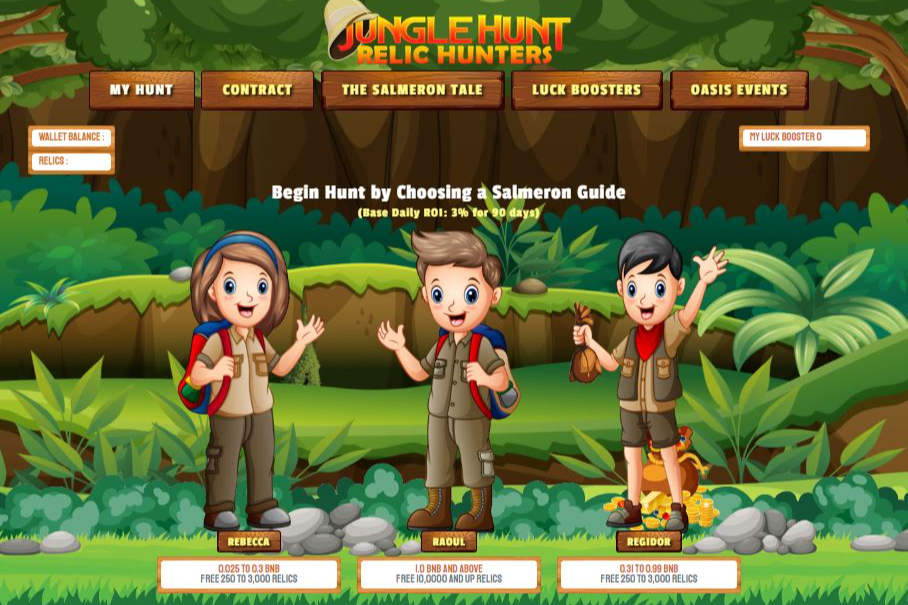 JUNGLE HUNT
RELIC HUNTERS
MY HUNT
CONTRACT
THE SALMERON TALE
LUCK BOOSTERS
OASIS EVENTS
WALLET BALANCE :
RELICS :
MY LUCK BOOSTER 0
Begin Hunt by Choosing a Salmeron Guide
(Base Daily ROI: 3% for 90 days)
REBECCA
0.025 TO 0.3 BNB
FREE 250 TO 3,000 RELICS
RAOUL
1.0 BNB AND ABOVE
FREE 10,0000 AND UP RELICS
REGIDOR
0.31 TO 0.99 BNB
FREE 250 TO 3,000 RELICS